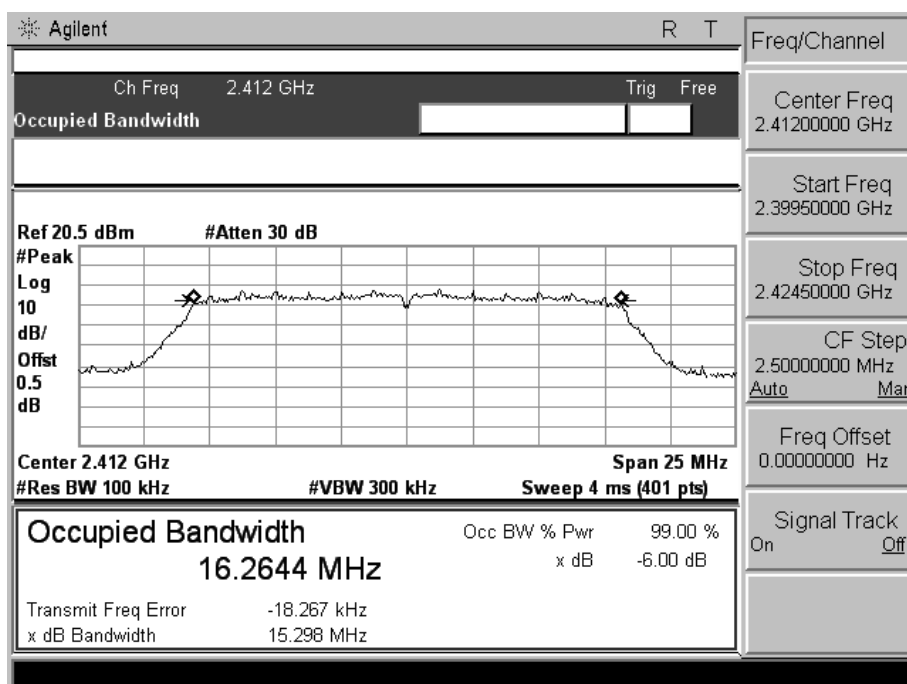 Agilent R T
Freq/Channel
Ch Freq 2.412 GHz Trig Free
Occupied Bandwidth
Center Freq
2.41200000 GHz
Start Freq
2.39950000 GHz
Ref 20.5 dBm #Atten 30 dB
#Peak
Log
10
dB/
Offst
0.5
dB
Stop Freq
2.42450000 GHz
CF Step
2.50000000 MHz
Auto Man
Freq Offset
0.00000000 Hz
Center 2.412 GHz Span 25 MHz
#Res BW 100 kHz #VBW 300 kHz Sweep 4 ms (401 pts)
Signal Track
On Off
Occupied Bandwidth Occ BW % Pwr 99.00 %
16.2644 MHz x dB -6.00 dB
Transmit Freq Error -18.267 kHz
x dB Bandwidth 15.298 MHz